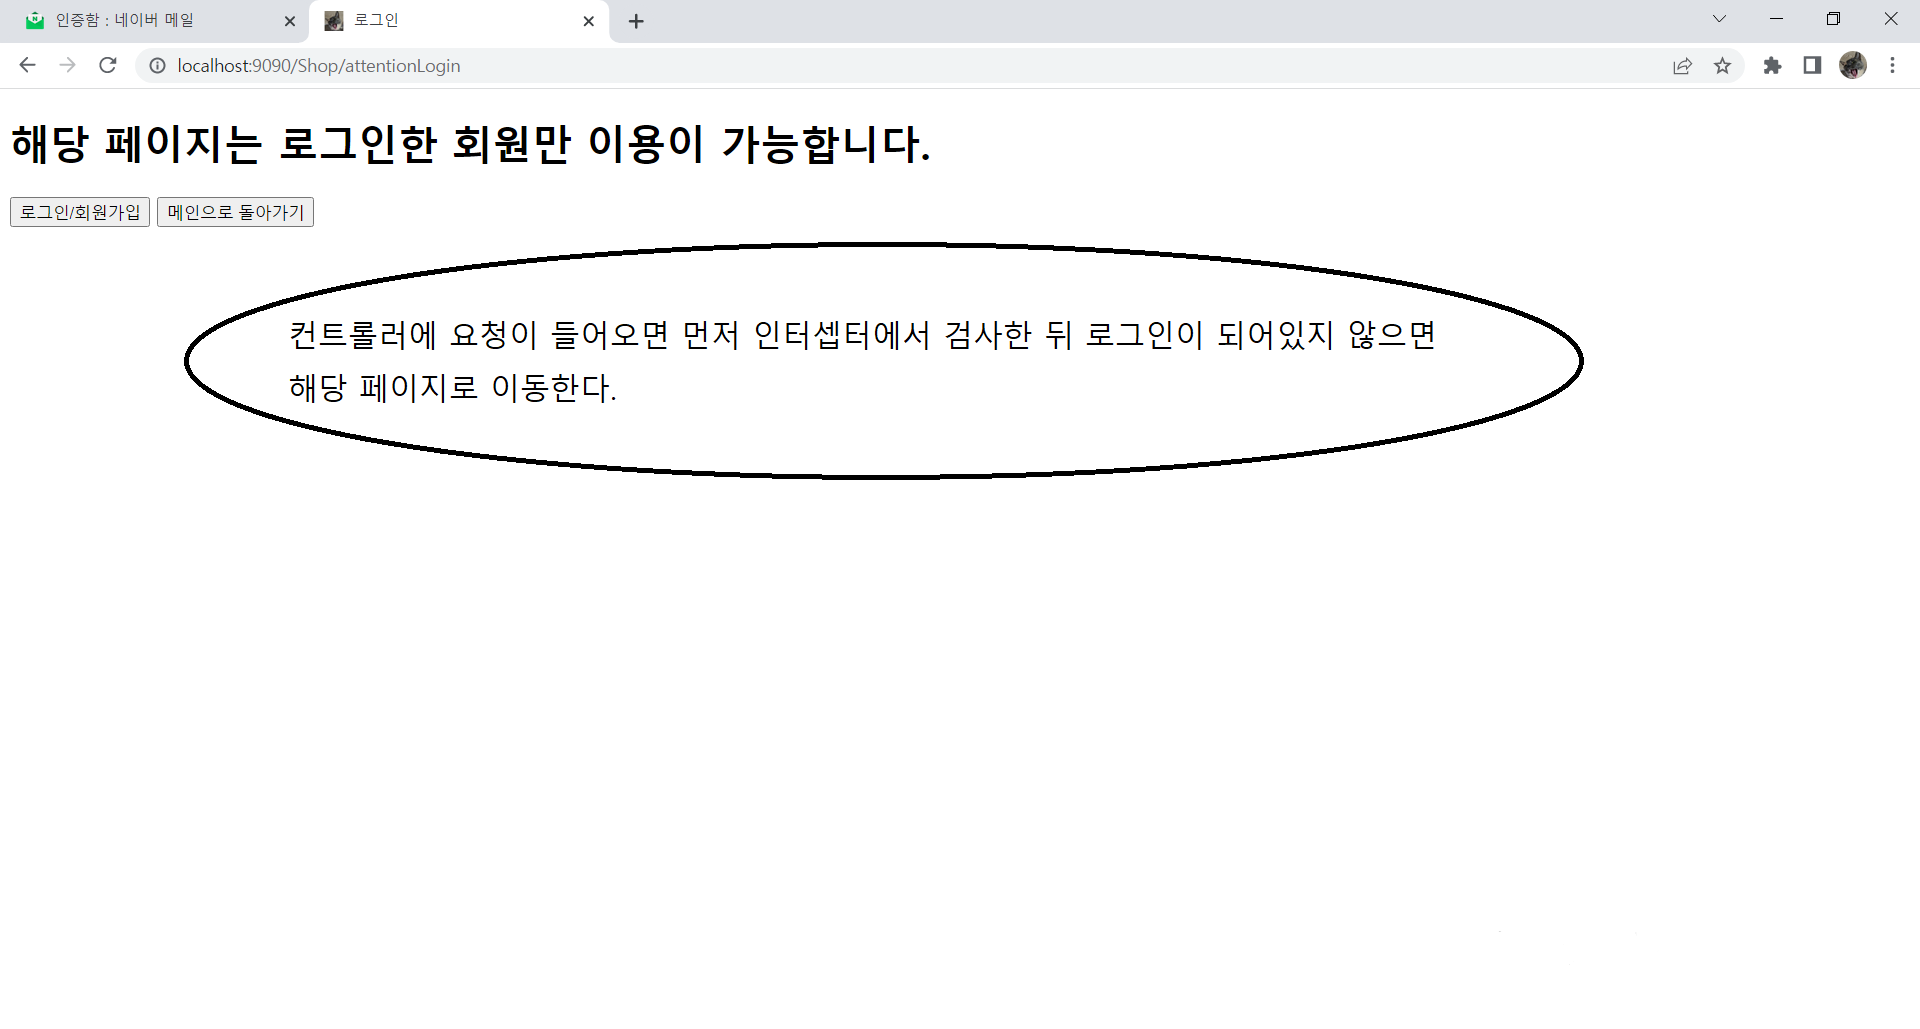 인증함 : 네이버 메일
로그인
localhost:9090/Shop/attentionLogin
해당 페이지는 로그인한 회원만 이용이 가능합니다.
로그인/회원가입 메인으로 돌아가기
컨트롤러에 요청이 들어오면 먼저 인터셉터에서 검사한 뒤 로그인이 되어있지 않으면
해당 페이지로 이동한다.